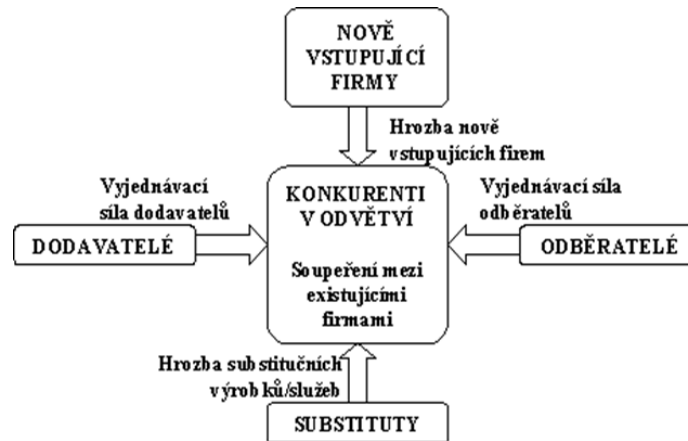 NOVĚ
VSTUPUJÍCÍ
FIRMY
Hrozba nově
vstupujících firem
Vyjednávací
síla dodavatelů
DODAVATELÉ
KONKURENTI
V ODVĚTVÍ
Soupeření mezi
existujícími
firmami
Vyjednávací síla
odběratelů
ODBĚRATELÉ
Hrozba substitučních
výrobků/služeb
SUBSTITUTY